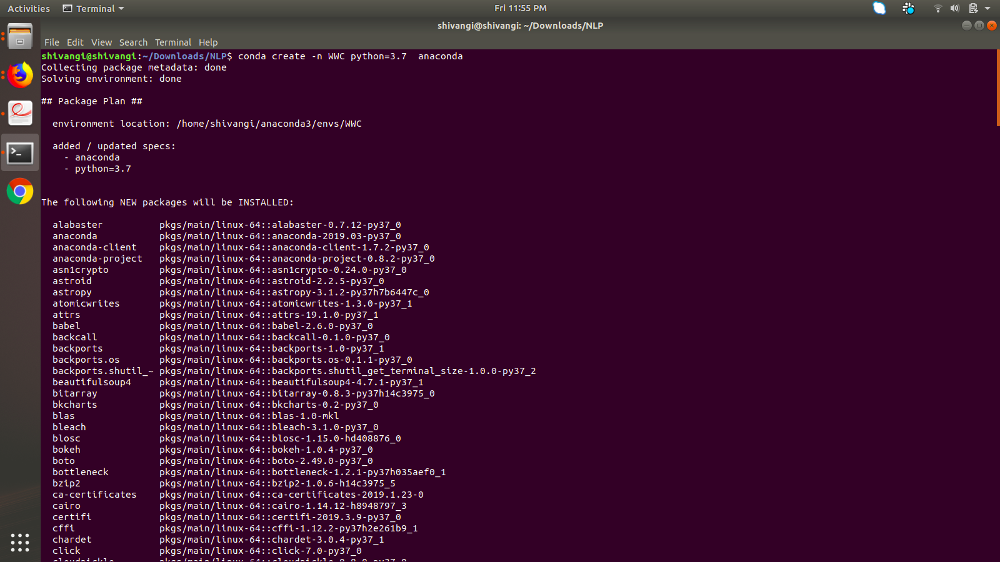 Activities Terminal Fri 11:55 PM
shivangi@shivangi: ~/Downloads/NLP
File Edit View Search Terminal Help
shivangi@shivangi:~/Downloads/NLP$ conda create -n WWC python=3.7  anaconda
Collecting package metadata: done
Solving environment: done
## Package Plan ##
environment location: /home/shivangi/anaconda3/envs/WWC
added / updated specs:
- anaconda
- python=3.7
The following NEW packages will be INSTALLED:
alabaster pkgs/main/linux-64::alabaster-0.7.12-py37_0
anaconda pkgs/main/linux-64::anaconda-2019.03-py37_0
anaconda-client pkgs/main/linux-64::anaconda-client-1.7.2-py37_0
anaconda-project pkgs/main/linux-64::anaconda-project-0.8.2-py37_0
asn1crypto pkgs/main/linux-64::asn1crypto-0.24.0-py37_0
astroid pkgs/main/linux-64::astroid-2.2.5-py37_0
astropy pkgs/main/linux-64::astropy-3.1.2-py37h7b6447c_0
atomicwrites pkgs/main/linux-64::atomicwrites-1.3.0-py37_1
attrs pkgs/main/linux-64::attrs-19.1.0-py37_1
babel pkgs/main/linux-64::babel-2.6.0-py37_0
backcall pkgs/main/linux-64::backcall-0.1.0-py37_0
backports pkgs/main/linux-64::backports-1.0-py37_1
backports.os pkgs/main/linux-64::backports.os-0.1.1-py37_0
backports.shutil_~ pkgs/main/linux-64::backports.shutil_get_terminal_size-1.0.0-py37_2
beautifulsoup4 pkgs/main/linux-64::beautifulsoup4-4.7.1-py37_1
bitarray pkgs/main/linux-64::bitarray-0.8.3-py37h14c3975_0
bkcharts pkgs/main/linux-64::bkcharts-0.2-py37_0
blas pkgs/main/linux-64::blas-1.0-mkl
bleach pkgs/main/linux-64::bleach-3.1.0-py37_0
blosc pkgs/main/linux-64::blosc-1.15.0-hd408876_0
bokeh pkgs/main/linux-64::bokeh-1.0.4-py37_0
boto pkgs/main/linux-64::boto-2.49.0-py37_0
bottleneck pkgs/main/linux-64::bottleneck-1.2.1-py37h035aef0_1
bzip2 pkgs/main/linux-64::bzip2-1.0.6-h14c3975_5
ca-certificates pkgs/main/linux-64::ca-certificates-2019.1.23-0
cairo pkgs/main/linux-64::cairo-1.14.12-h8948797_3
certifi pkgs/main/linux-64::certifi-2019.3.9-py37_0
cffi pkgs/main/linux-64::cffi-1.12.2-py37h2e261b9_1
chardet pkgs/main/linux-64::chardet-3.0.4-py37_1
click pkgs/main/linux-64::click-7.0-py37_0
cloudpickle pkgs/main/linux-64::cloudpickle-0.8.0-py37_0